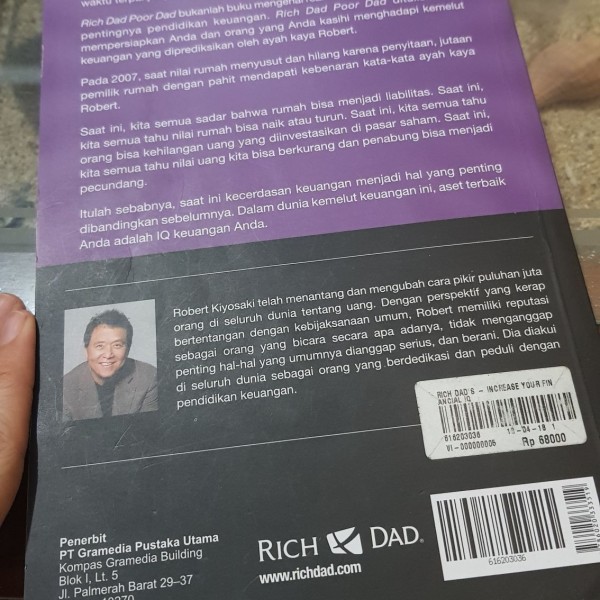 waktu
Rich Dad Poor Dad bukanlah buku mengenai
pentingnya pendidikan keuangan. Rich Dad Poor Dad
mempersiapkan Anda dan orang yang Anda kasihi menghadapi kemelut
keuangan yang diprediksikan oleh ayah kaya Robert.
Pada 2007, saat nilai rumah menyusut dan hilang karena penyitaan, jutaan
pemilik rumah dengan pahit mendapati kebenaran kata-kata ayah kaya
Robert.
Saat ini, kita semua sadar bahwa rumah bisa menjadi liabilitas. Saat ini,
kita semua tahu nilai rumah bisa naik atau turun. Saat ini, kita semua tahu
orang bisa kehilangan uang yang diinvestasikan di pasar saham. Saat ini,
kita semua tahu nilai uang kita bisa berkurang dan penabung bisa menjadi
pecundang.
Itulah sebabnya, saat ini kecerdasan keuangan menjadi hal yang penting
dibandingkan sebelumnya. Dalam dunia kemelut keuangan ini, aset terbaik
Anda adalah IQ keuangan Anda.
Robert Kiyosaki telah menantang dan mengubah cara pikir puluhan juta
orang di seluruh dunia tentang uang. Dengan perspektif yang kerap
bertentangan dengan kebijaksanaan umum, Robert memiliki reputasi
sebagai orang yang bicara secara apa adanya, tidak menganggap
penting hal-hal yang umumnya dianggap serius, dan berani. Dia diakui
di seluruh dunia sebagai orang yang berdedikasi dan peduli dengan
pendidikan keuangan.
RICH DAD'S - INCREASE YOUR FIN
ANCIAL IQ
616203036 18-04-18 1
VI-000000006 Rp 68000
Penerbit
PT Gramedia Pustaka Utama
Kompas Gramedia Building
Blok I, Lt. 5
Jl. Palmerah Barat 29–37
RICH DAD®
www.richdad.com
616203036